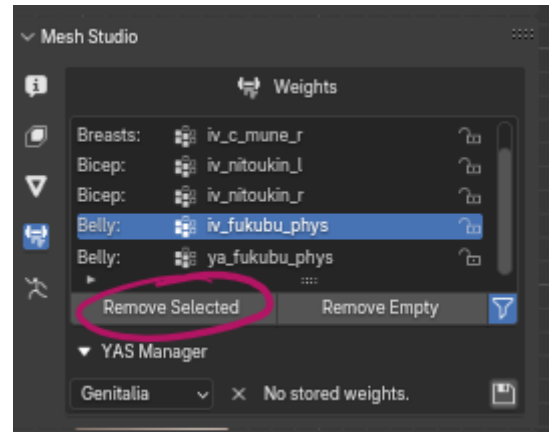 Mesh Studio
Weights
Breasts: iv_c_mune_r
Bicep: iv_nitoukin_l
Bicep: iv_nitoukin_r
Belly: iv_fukubu_phys
Belly: ya_fukubu_phys
Remove Selected Remove Empty
YAS Manager
Genitalia No stored weights.